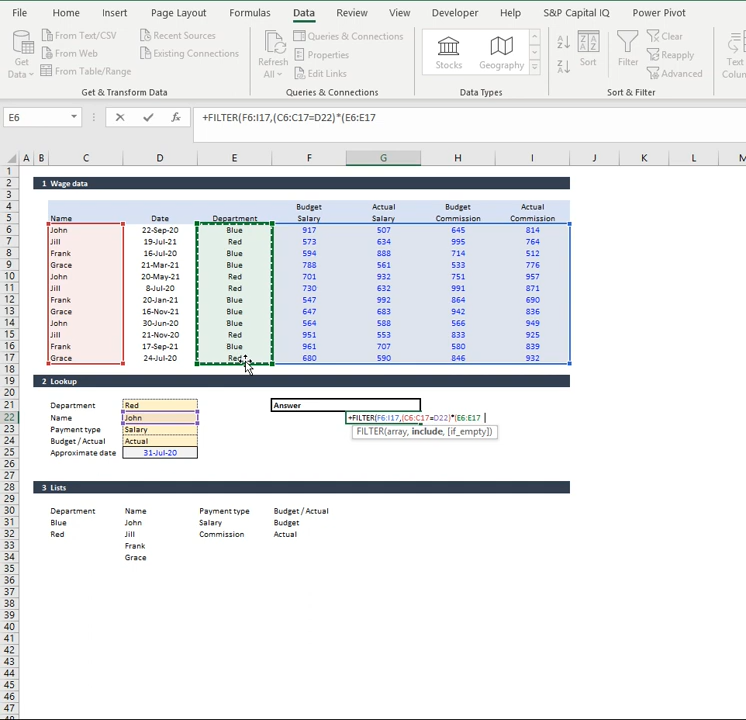 File Home Insert Page Layout Formulas Data Review View Developer Help S&P Capital IQ Power Pivot
Get Data
From Text/CSV
From Web
From Table/Range
Recent Sources
Existing Connections
Get & Transform Data
Refresh All
Queries & Connections
Properties
Edit Links
Queries & Connections
Stocks
Geography
Data Types
Sort
Filter
Clear
Reapply
Advanced
Sort & Filter
Text
E6 fx +FILTER(F6:I17,(C6:C17=D22)*(E6:E17
A B C D E F G H I J K L M
1
2 1 Wage data
3
4 Budget Actual Budget Actual
5 Name Date Department Salary Salary Commission Commission
6 John 22-Sep-20 Blue 917 507 645 814
7 Jill 19-Jul-21 Red 573 634 995 764
8 Frank 16-Jul-20 Blue 594 888 714 512
9 Grace 21-Mar-21 Blue 788 561 533 776
10 John 20-May-21 Red 701 932 751 957
11 Jill 8-Jul-20 Red 730 632 991 871
12 Frank 20-Jan-21 Blue 547 992 864 690
13 Grace 16-Nov-21 Blue 647 683 942 836
14 John 30-Jun-20 Blue 564 588 566 949
15 Jill 21-Nov-20 Red 951 553 833 925
16 Frank 17-Sep-21 Blue 961 707 580 839
17 Grace 24-Jul-20 Red 680 590 846 932
18
19 2 Lookup
20
21 Department Red Answer
22 Name John +FILTER(F6:I17,(C6:C17=D22)*(E6:E17
23 Payment type Salary FILTER(array, include, [if_empty])
24 Budget / Actual Actual
25 Approximate date 31-Jul-20
26
27
28 3 Lists
29
30 Department Name Payment type Budget / Actual
31 Blue John Salary Budget
32 Red Jill Commission Actual
33 Frank
34 Grace
35
36
37
38
39
40
41
42
43
44
45
46
47